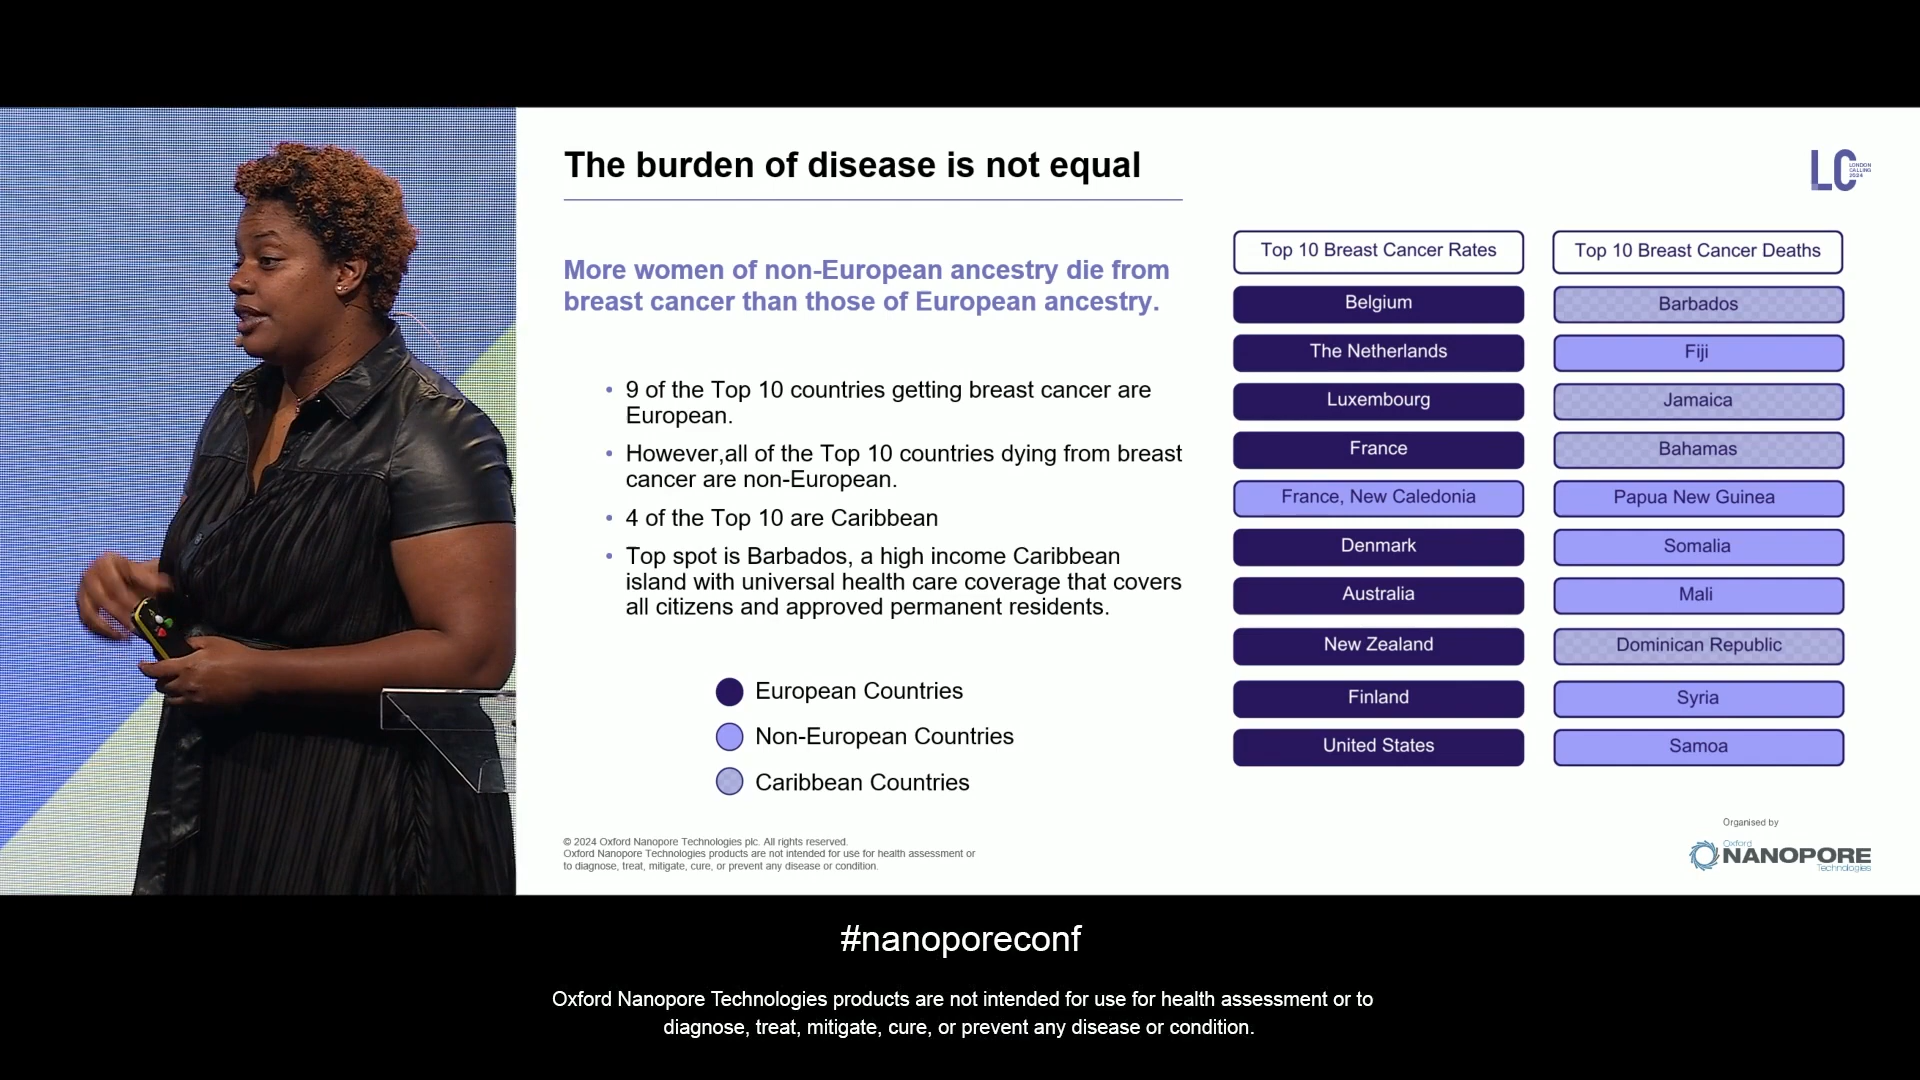 The burden of disease is not equal
LC
LONDON
CALLING
2024
More women of non-European ancestry die from
breast cancer than those of European ancestry.
• 9 of the Top 10 countries getting breast cancer are
European.
• However,all of the Top 10 countries dying from breast
cancer are non-European.
• 4 of the Top 10 are Caribbean
• Top spot is Barbados, a high income Caribbean
island with universal health care coverage that covers
all citizens and approved permanent residents.
European Countries
Non-European Countries
Caribbean Countries
Top 10 Breast Cancer Rates
Belgium
The Netherlands
Luxembourg
France
France, New Caledonia
Denmark
Australia
New Zealand
Finland
United States
Top 10 Breast Cancer Deaths
Barbados
Fiji
Jamaica
Bahamas
Papua New Guinea
Somalia
Mali
Dominican Republic
Syria
Samoa
© 2024 Oxford Nanopore Technologies plc. All rights reserved.
Oxford Nanopore Technologies products are not intended for use for health assessment or
to diagnose, treat, mitigate, cure, or prevent any disease or condition.
Organised by
Oxford
NANOPORE
Technologies
#nanoporeconf
Oxford Nanopore Technologies products are not intended for use for health assessment or to
diagnose, treat, mitigate, cure, or prevent any disease or condition.